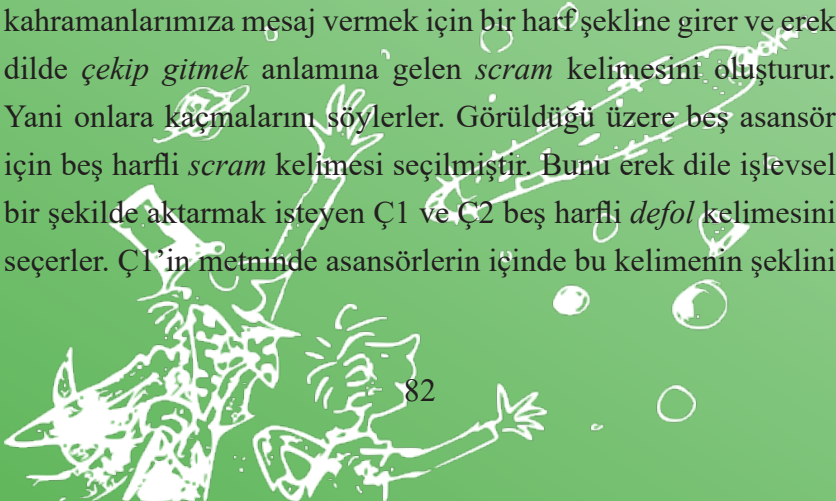 kahramanlarımıza mesaj vermek için bir harf şekline girer ve erek
dilde çekip gitmek anlamına gelen scram kelimesini oluşturur.
Yani onlara kaçmalarını söylerler. Görüldüğü üzere beş asansör
için beş harfli scram kelimesi seçilmiştir. Bunu erek dile işlevsel
bir şekilde aktarmak isteyen Ç1 ve Ç2 beş harfli defol kelimesini
seçerler. Ç1’in metninde asansörlerin içinde bu kelimenin şeklini
82